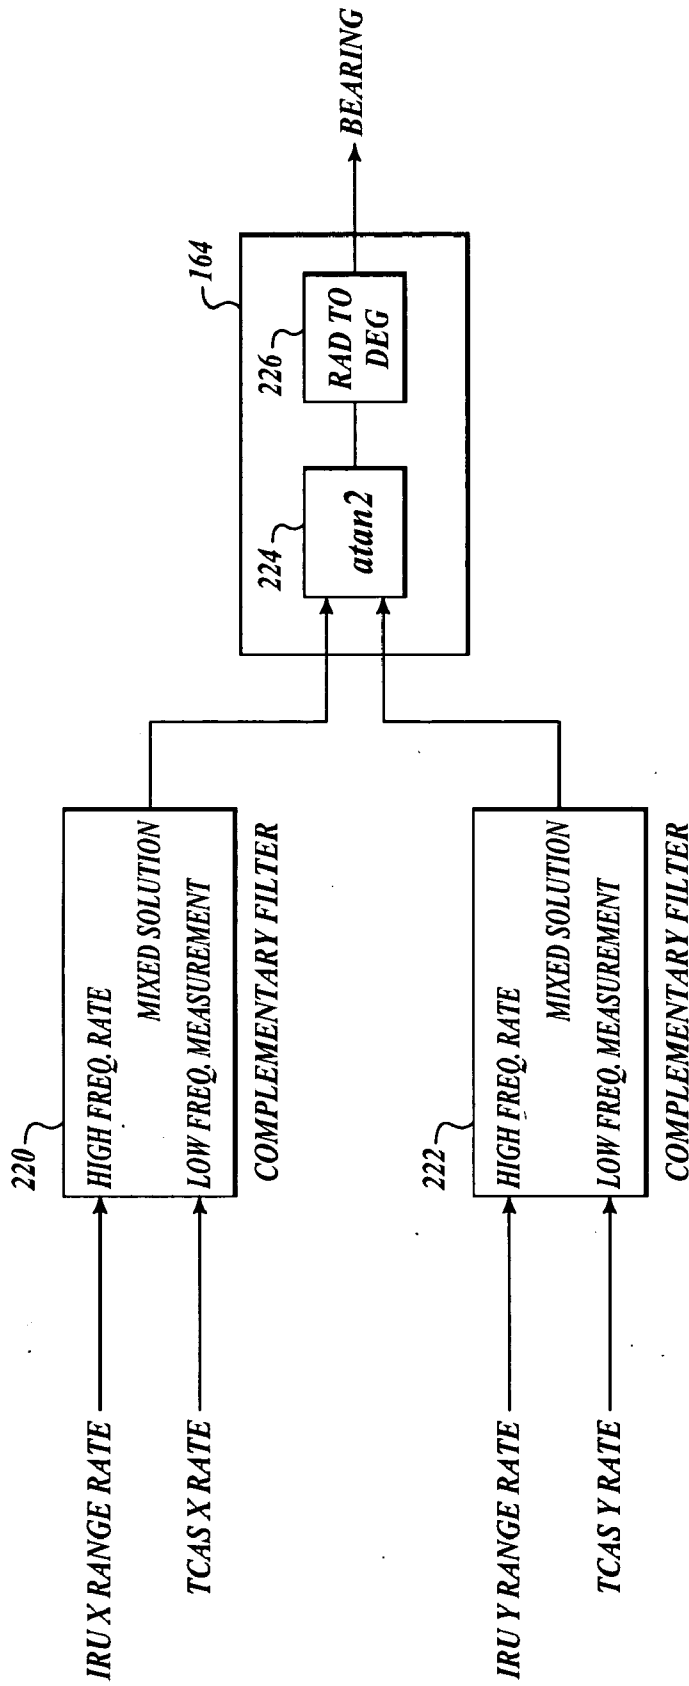 220
IRU X RANGE RATE
HIGH FREQ. RATE
MIXED SOLUTION
TCAS X RATE
LOW FREQ. MEASUREMENT
COMPLEMENTARY FILTER
164
224
atan2
226
RAD TO
DEG
BEARING
222
IRU Y RANGE RATE
HIGH FREQ. RATE
MIXED SOLUTION
TCAS Y RATE
LOW FREQ. MEASUREMENT
COMPLEMENTARY FILTER